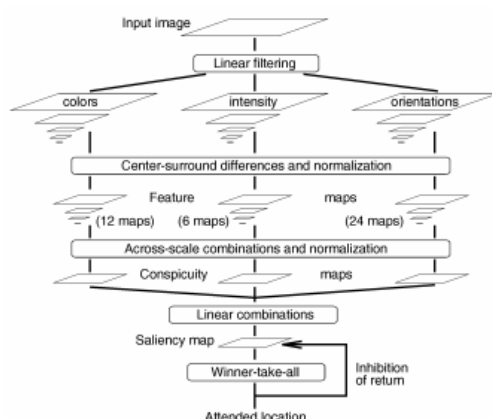 Input image
Linear filtering
colors intensity orientations
Center-surround differences and normalization
Feature maps
(12 maps) (6 maps) (24 maps)
Across-scale combinations and normalization
Conspicuity maps
Linear combinations
Saliency map
Winner-take-all
Inhibition
of return
Attended location